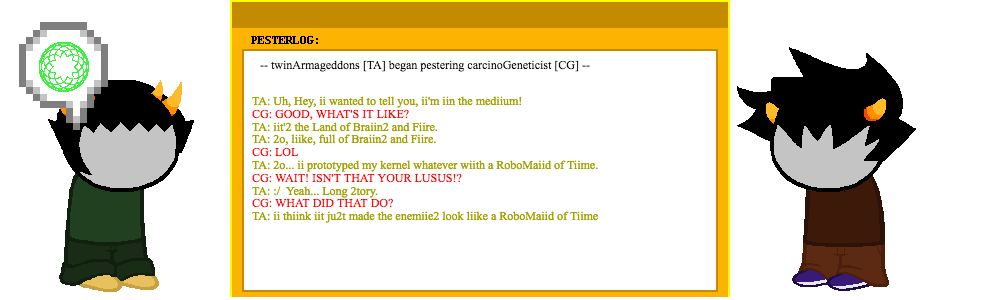 PESTERLOG:
-- twinArmageddons [TA] began pestering carcinoGeneticist [CG] --
TA: Uh, Hey, ii wanted to tell you, ii'm iin the mediium!
CG: GOOD, WHAT'S IT LIKE?
TA: iit'2 the Land of Braiin2 and Fiire.
TA: 2o, liike, full of Braiin2 and Fiire.
CG: LOL
TA: 2o... ii prototyped my kernel whatever wiith a RoboMaiid of Tiime.
CG: WAIT! ISN'T THAT YOUR LUSUS!?
TA: :/ Yeah... Long 2tory.
CG: WHAT DID THAT DO?
TA: ii thiink iit ju2t made the enemiie2 look liike a RoboMaiid of Tiime